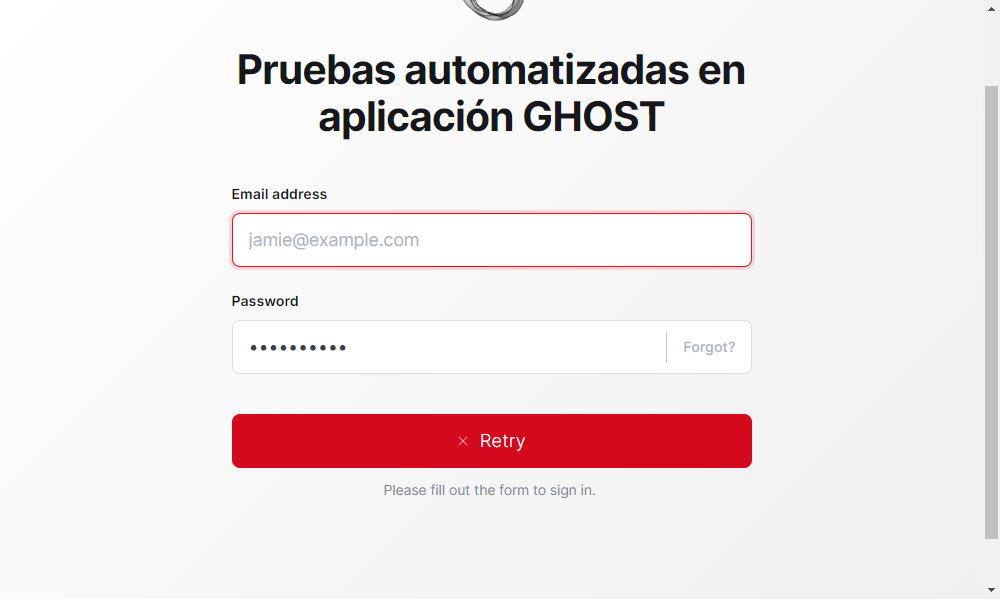 Pruebas automatizadas en
aplicación GHOST
Email address
jamie@example.com
Password
••••••••••
Forgot?
× Retry
Please fill out the form to sign in.